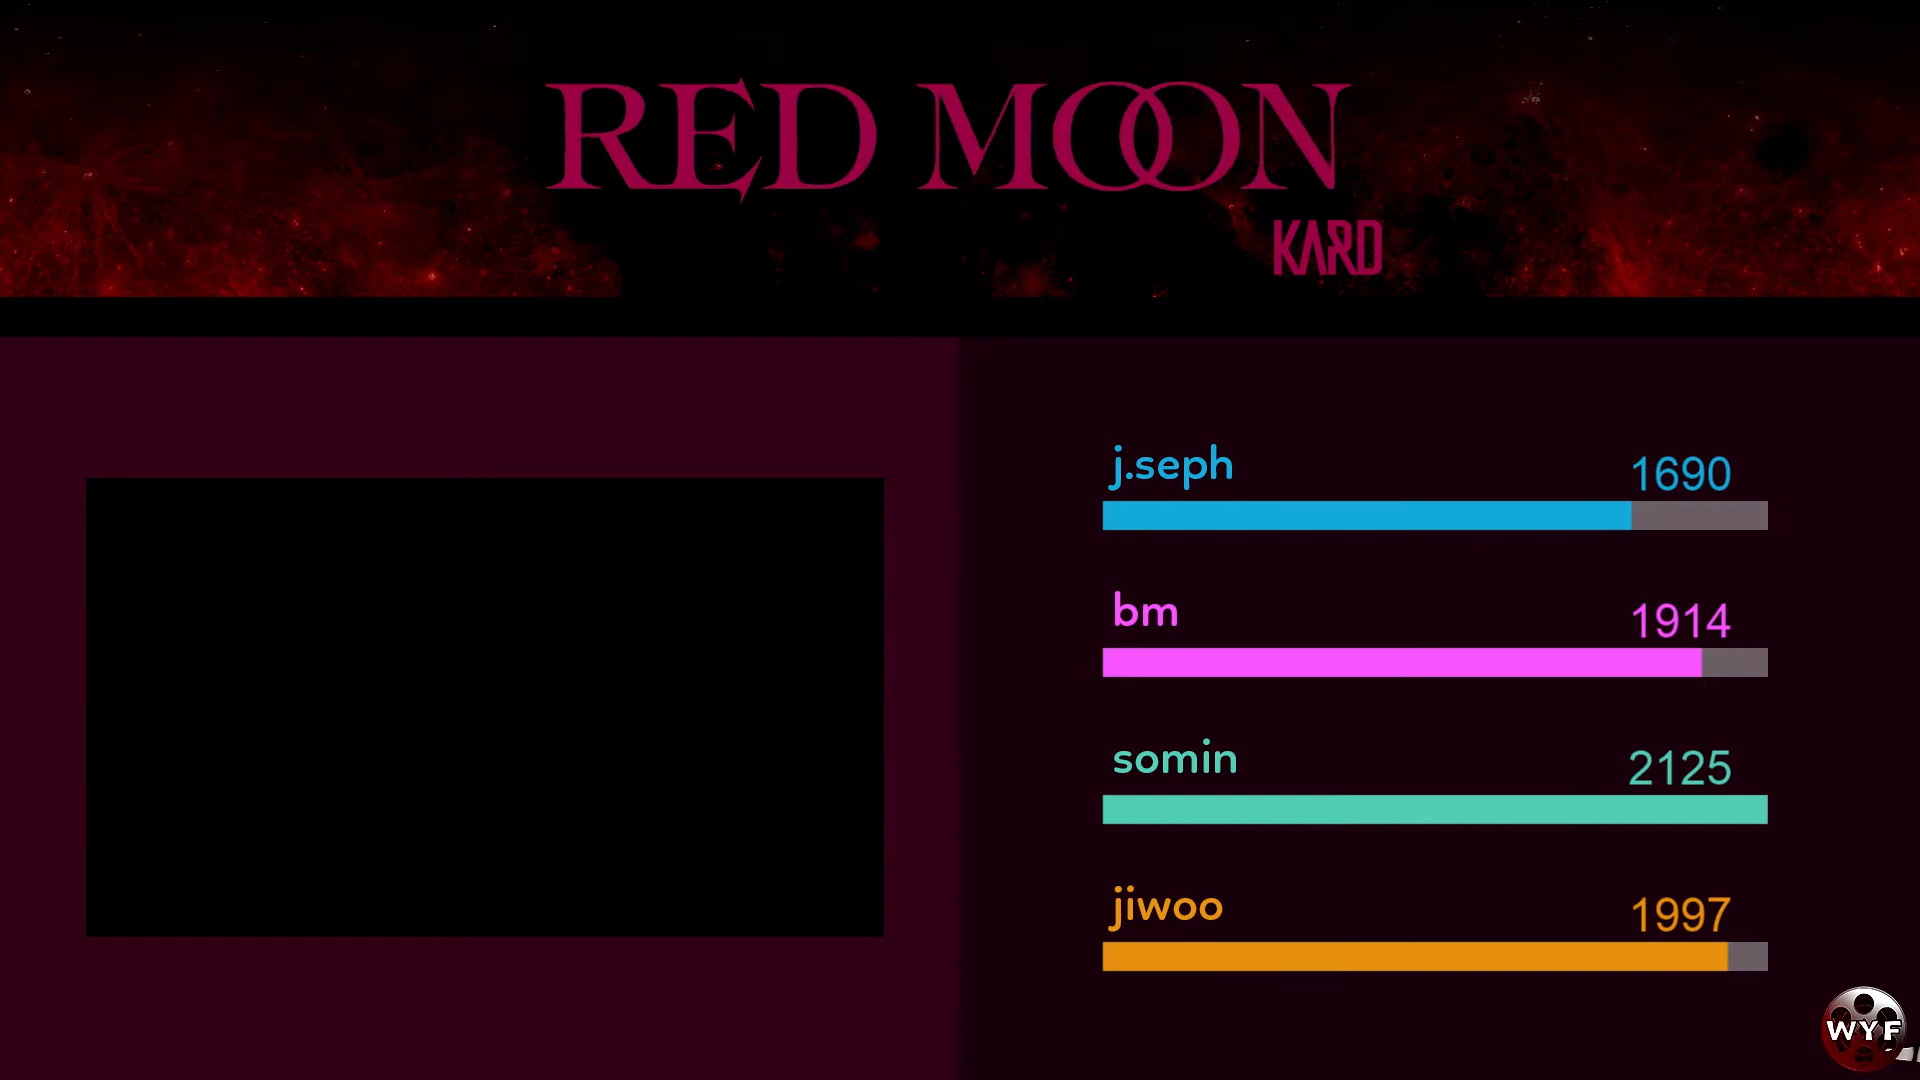 RED MOON
KARD
j.seph 1690
bm 1914
somin 2125
jiwoo 1997
WYF